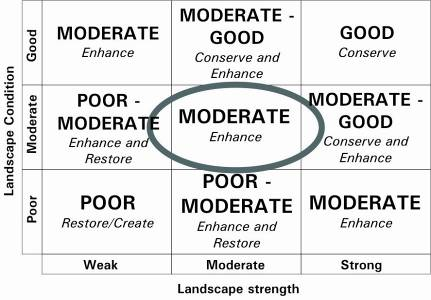 Landscape Condition
Good
MODERATE
Enhance
MODERATE -
GOOD
Conserve and
Enhance
GOOD
Conserve
Moderate
POOR -
MODERATE
Enhance and
Restore
MODERATE
Enhance
MODERATE -
GOOD
Conserve and
Enhance
Poor
POOR
Restore/Create
POOR -
MODERATE
Enhance and
Restore
MODERATE
Enhance
Weak
Moderate
Strong
Landscape strength